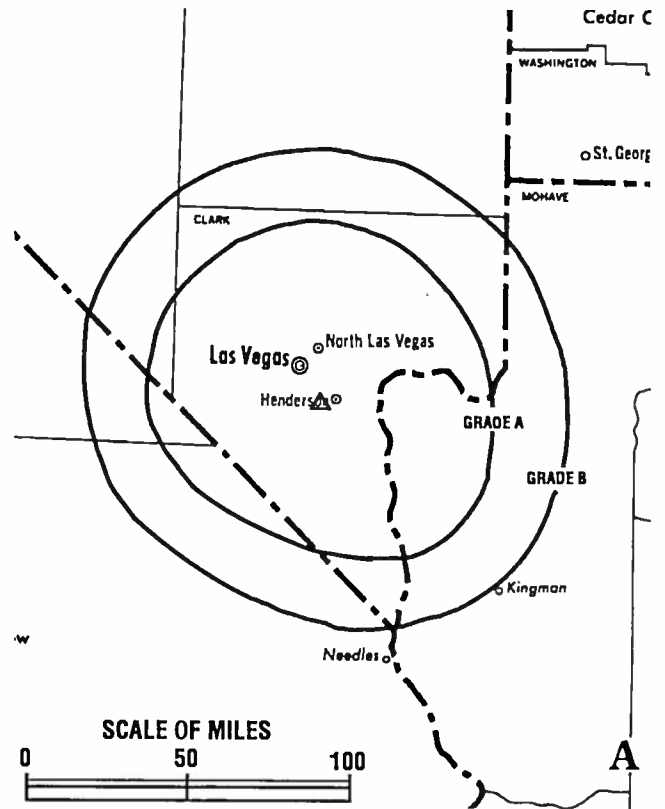 Cedar C
WASHINGTON
St. Georg
MOHAVE
CLARK
North Las Vegas
Las Vegas
Henderson
GRADE A
GRADE B
Kingman
w
Needles
SCALE OF MILES
0 50 100
A